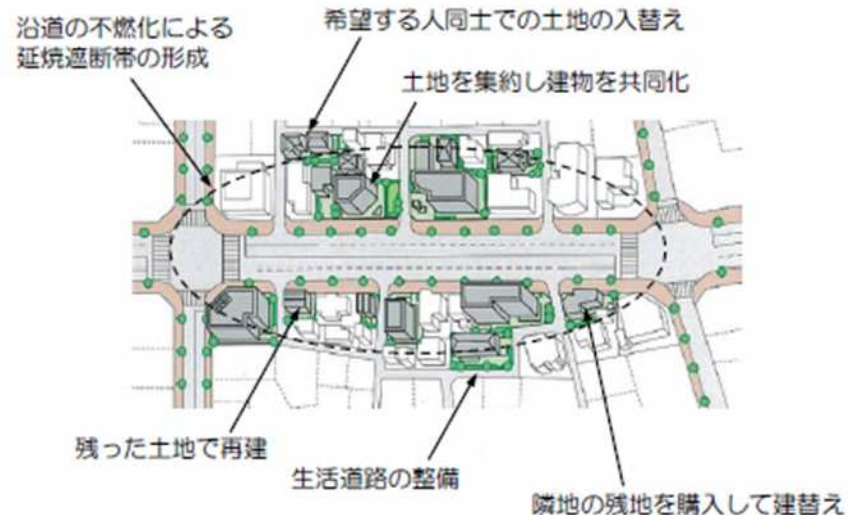 沿道の不燃化による
延焼遮断帯の形成
希望する人同士での土地の入替え
土地を集約し建物を共同化
残った土地で再建
生活道路の整備
隣地の残地を購入して建替え